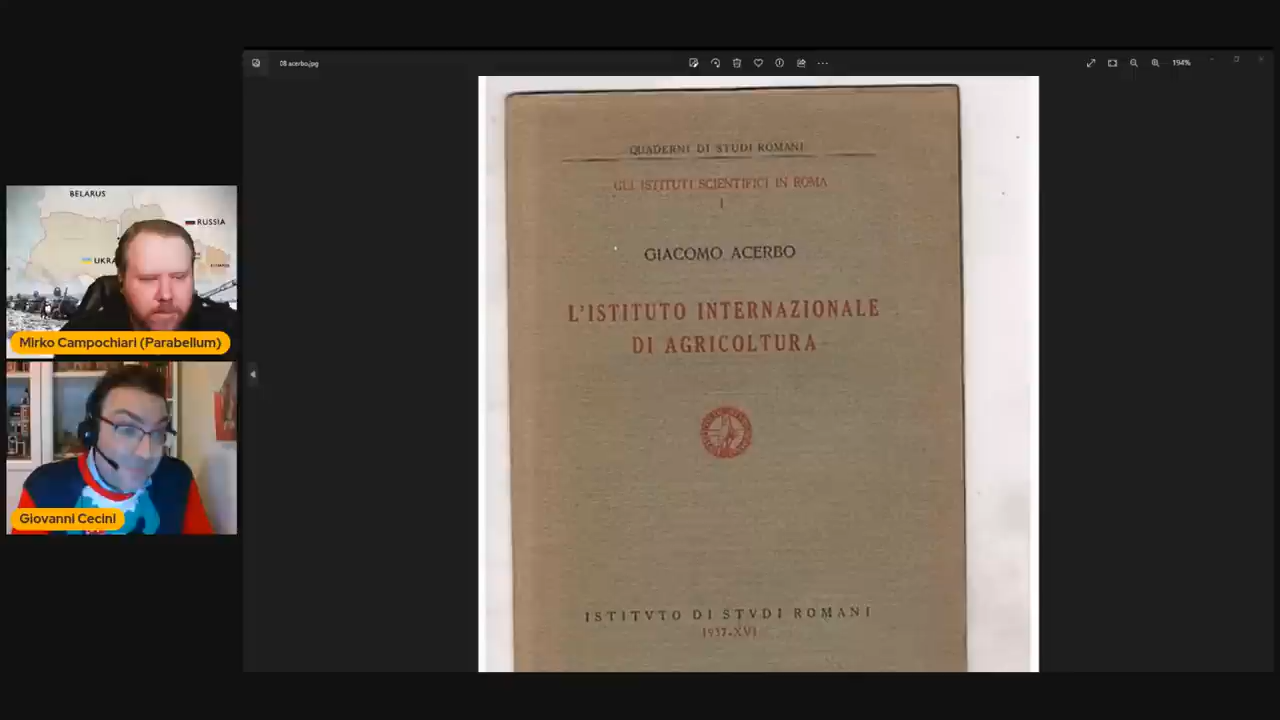 08 acerbo.jpg
194%
BELARUS
RUSSIA
UKRA
Mirko Campochiari (Parabellum)
Giovanni Cecini
QUADERNI DI STUDI ROMANI
GLI ISTITUTI SCIENTIFICI IN ROMA
I
GIACOMO ACERBO
L'ISTITUTO INTERNAZIONALE
DI AGRICOLTURA
ISTITVTO DI STVDI ROMANI
1937-XVI